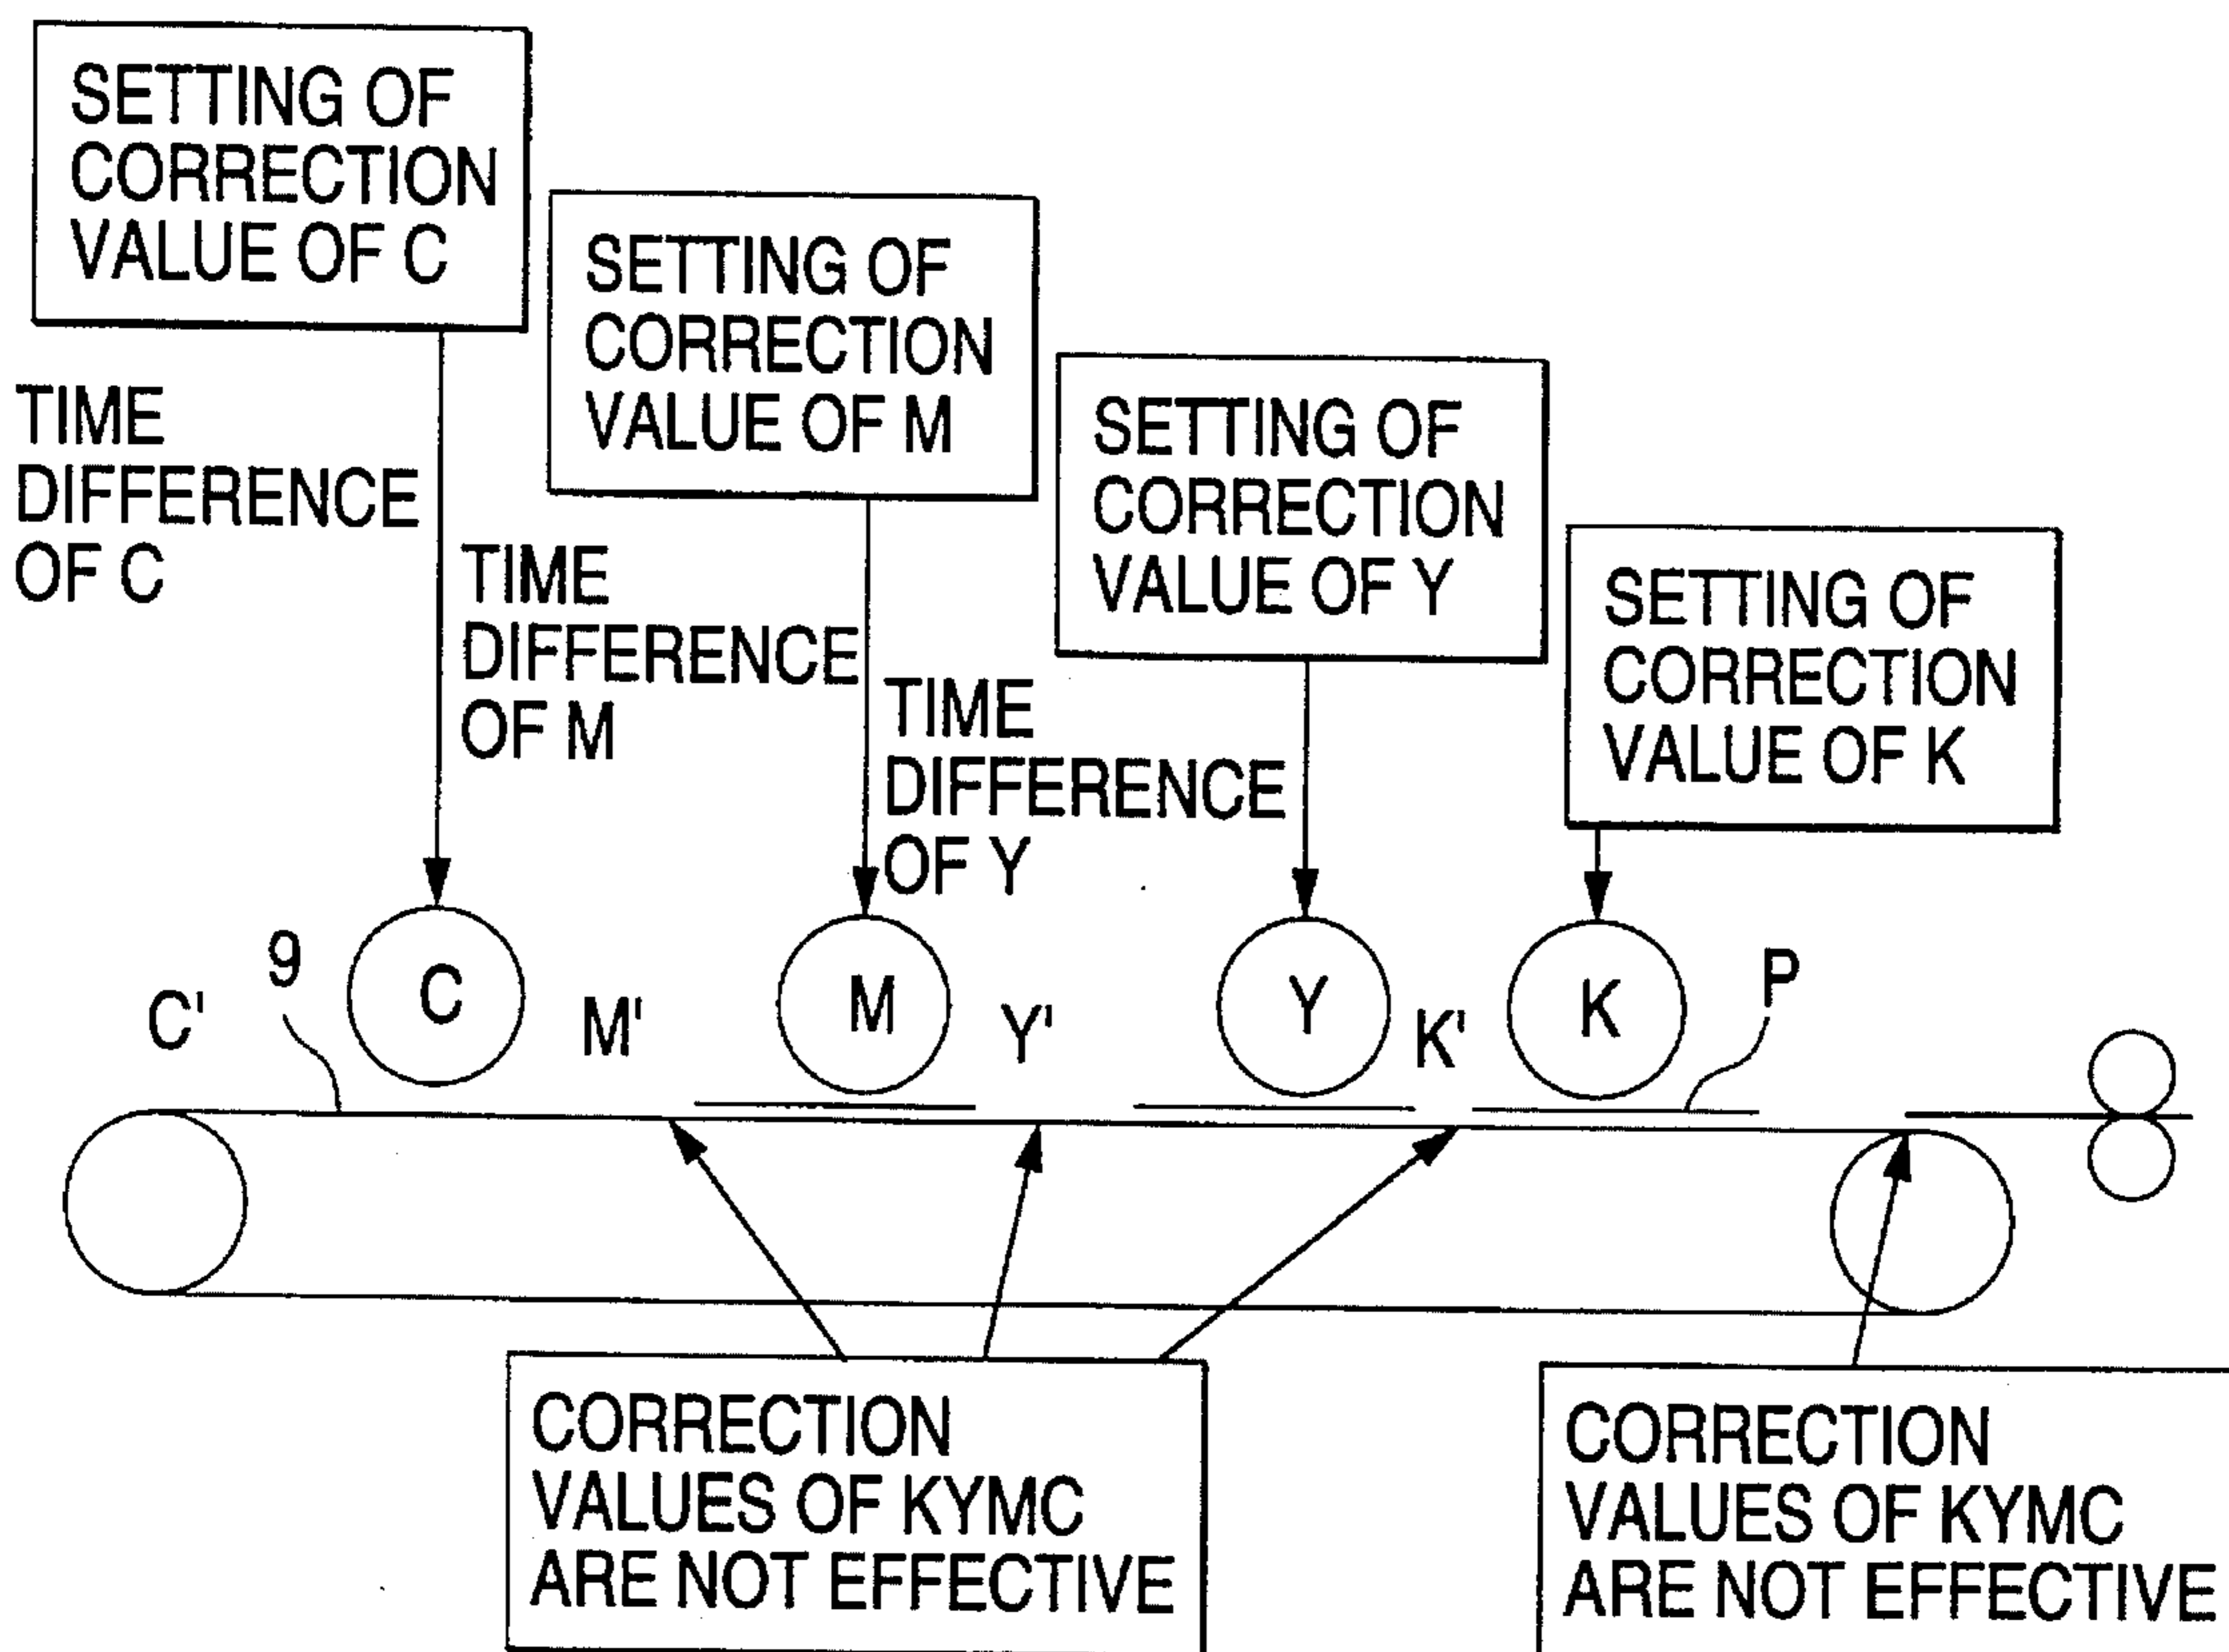 SETTING OF
CORRECTION
VALUE OF C
SETTING OF
CORRECTION
VALUE OF M
SETTING OF
CORRECTION
VALUE OF Y
SETTING OF
CORRECTION
VALUE OF K
TIME
DIFFERENCE
OF C
TIME
DIFFERENCE
OF M
TIME
DIFFERENCE
OF Y
C'
9
C
M'
M
Y'
Y
K'
K
P
CORRECTION
VALUES OF KYMC
ARE NOT EFFECTIVE
CORRECTION
VALUES OF KYMC
ARE NOT EFFECTIVE